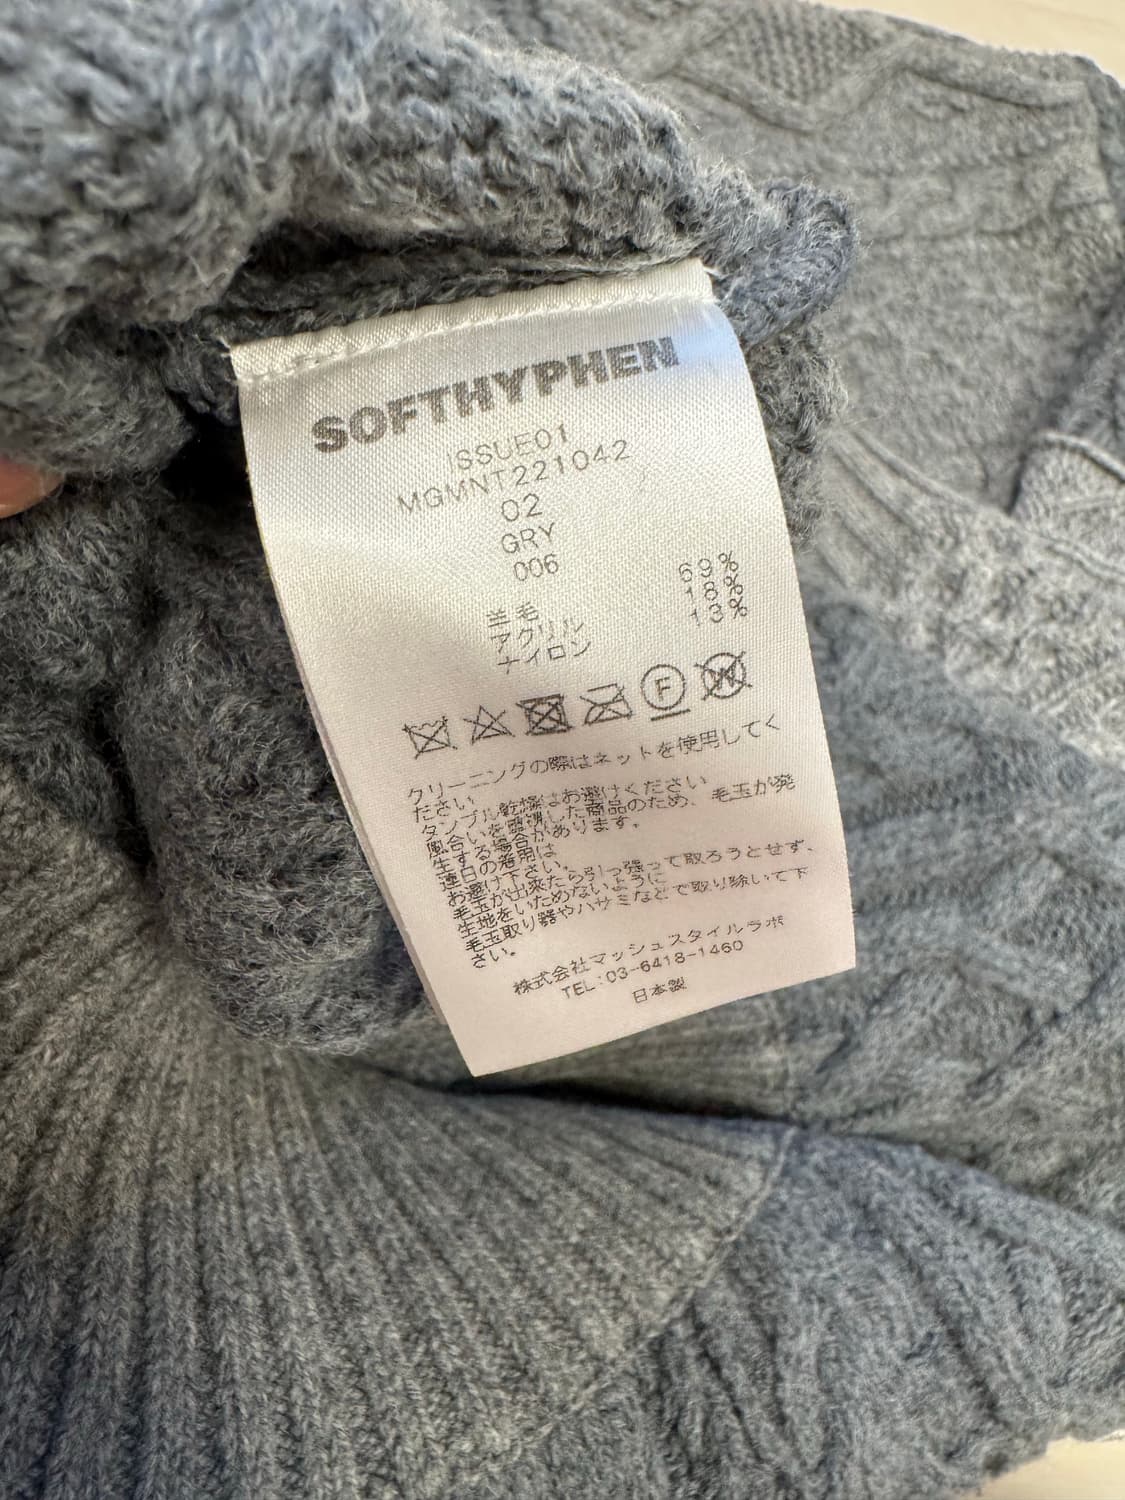 SOFTHYPHEN
ISSUE01
MGMNT221042
02
GRY
006
羊毛 69%
アクリル 18%
ナイロン 13%
F W
クリーニングの際はネットを使用してく
ださい
タンブル乾燥はお避けください
風合いを重視した商品のため、毛玉が発
生する場合があります。
連日の着用は
お避け下さい。
毛玉が出来たら引っ張って取ろうとせず、
生地をいためないように
毛玉取り器やハサミなどで取り除いて下
さい。
株式会社マッシュスタイルラボ
TEL:03-6418-1460
日本製